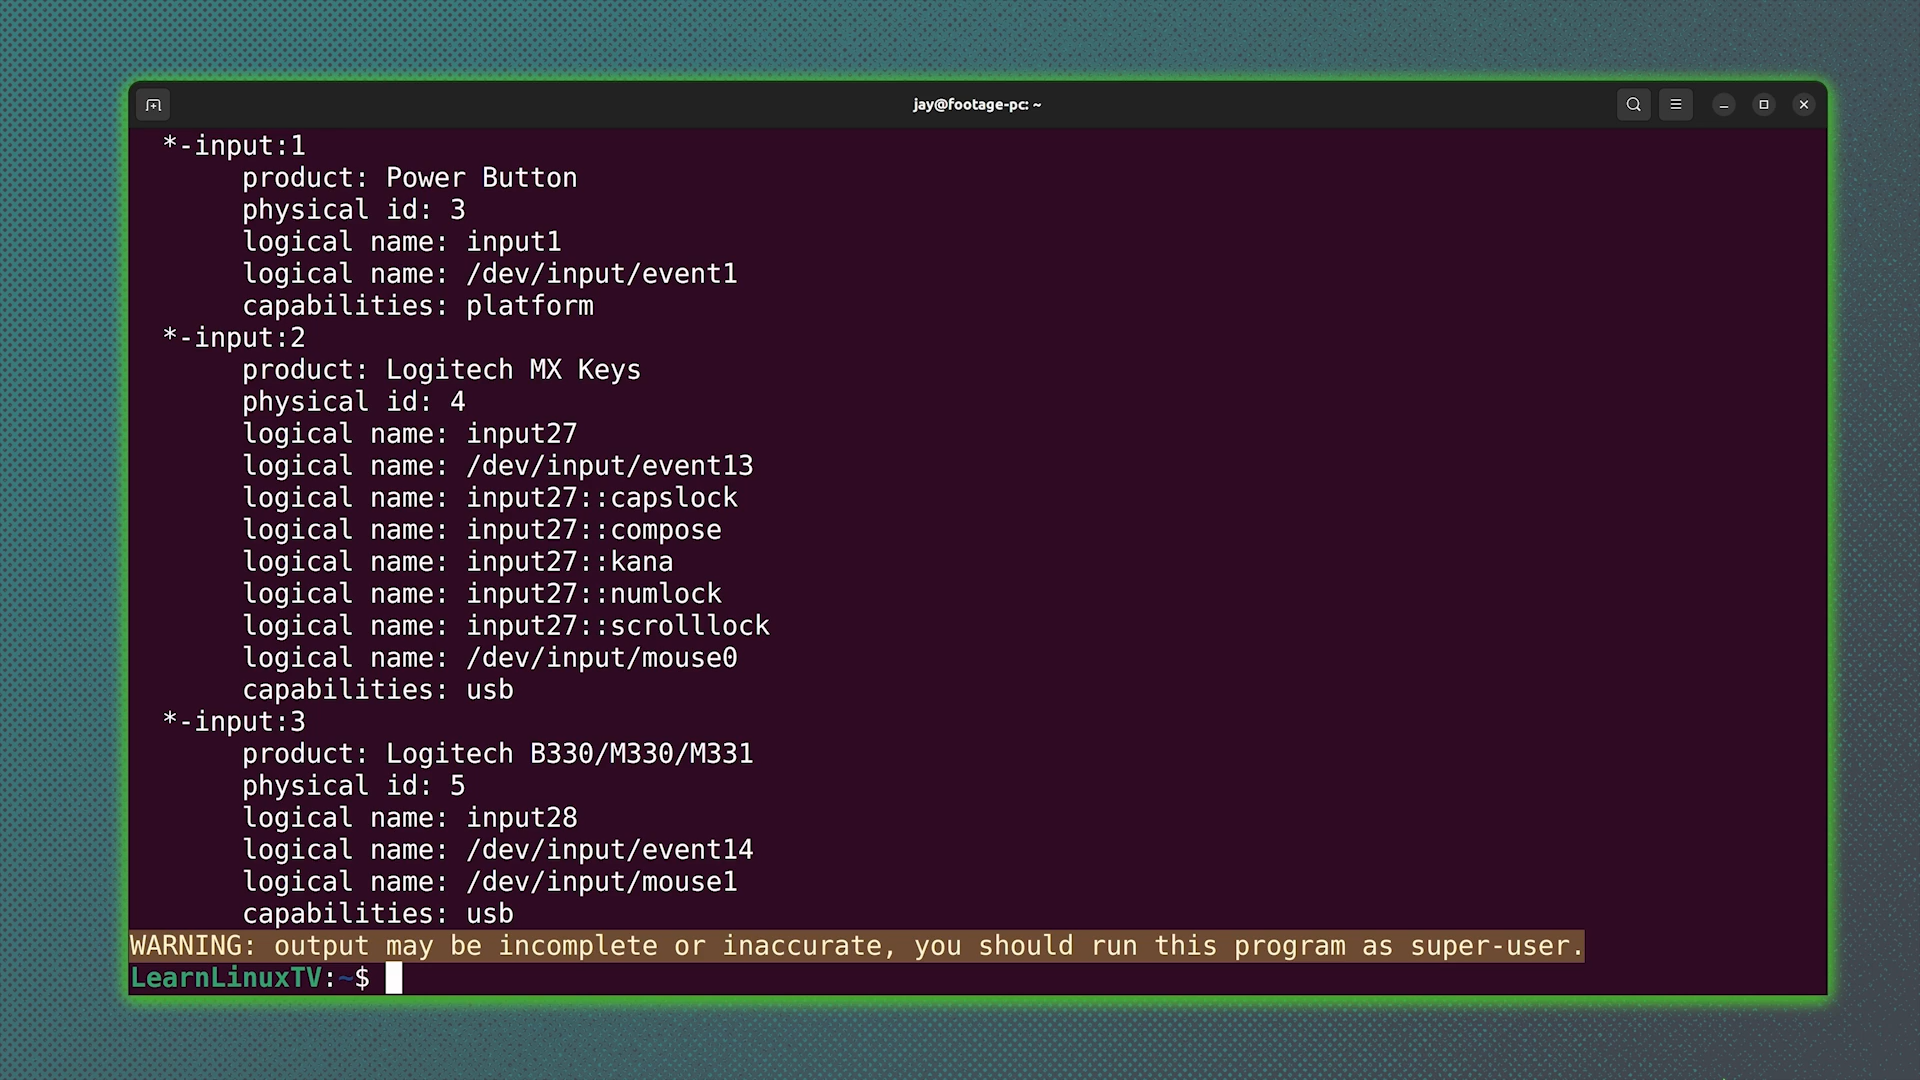 jay@footage-pc: ~
*-input:1
product: Power Button
physical id: 3
logical name: input1
logical name: /dev/input/event1
capabilities: platform
*-input:2
product: Logitech MX Keys
physical id: 4
logical name: input27
logical name: /dev/input/event13
logical name: input27::capslock
logical name: input27::compose
logical name: input27::kana
logical name: input27::numlock
logical name: input27::scrolllock
logical name: /dev/input/mouse0
capabilities: usb
*-input:3
product: Logitech B330/M330/M331
physical id: 5
logical name: input28
logical name: /dev/input/event14
logical name: /dev/input/mouse1
capabilities: usb
WARNING: output may be incomplete or inaccurate, you should run this program as super-user.
LearnLinuxTV:~$